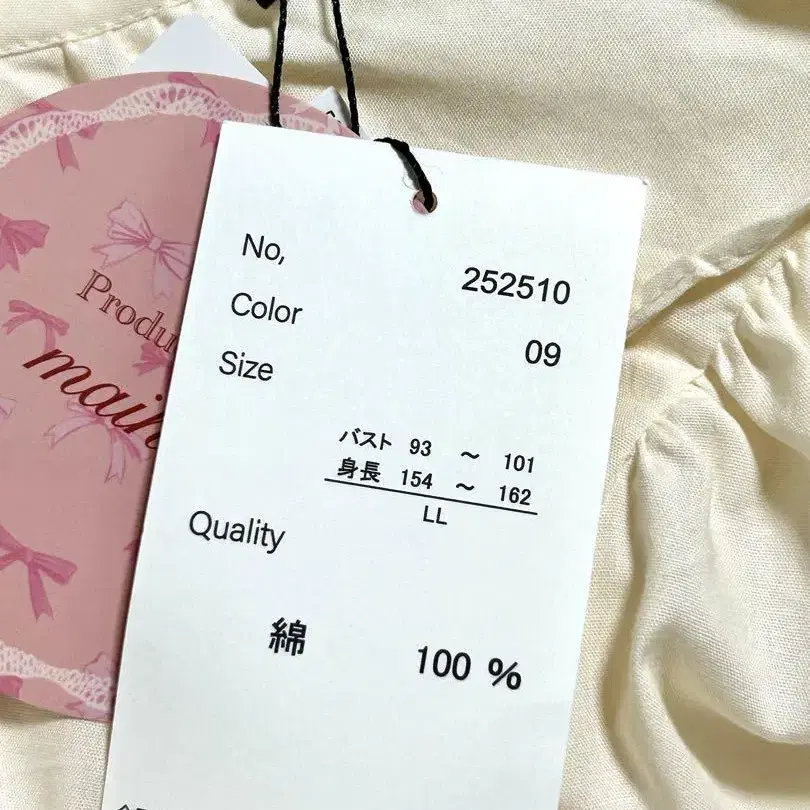 No, 252510
Color 09
Size
バスト 93 ~ 101
身長 154 ~ 162
LL
Quality
綿 100 %
Produ
main